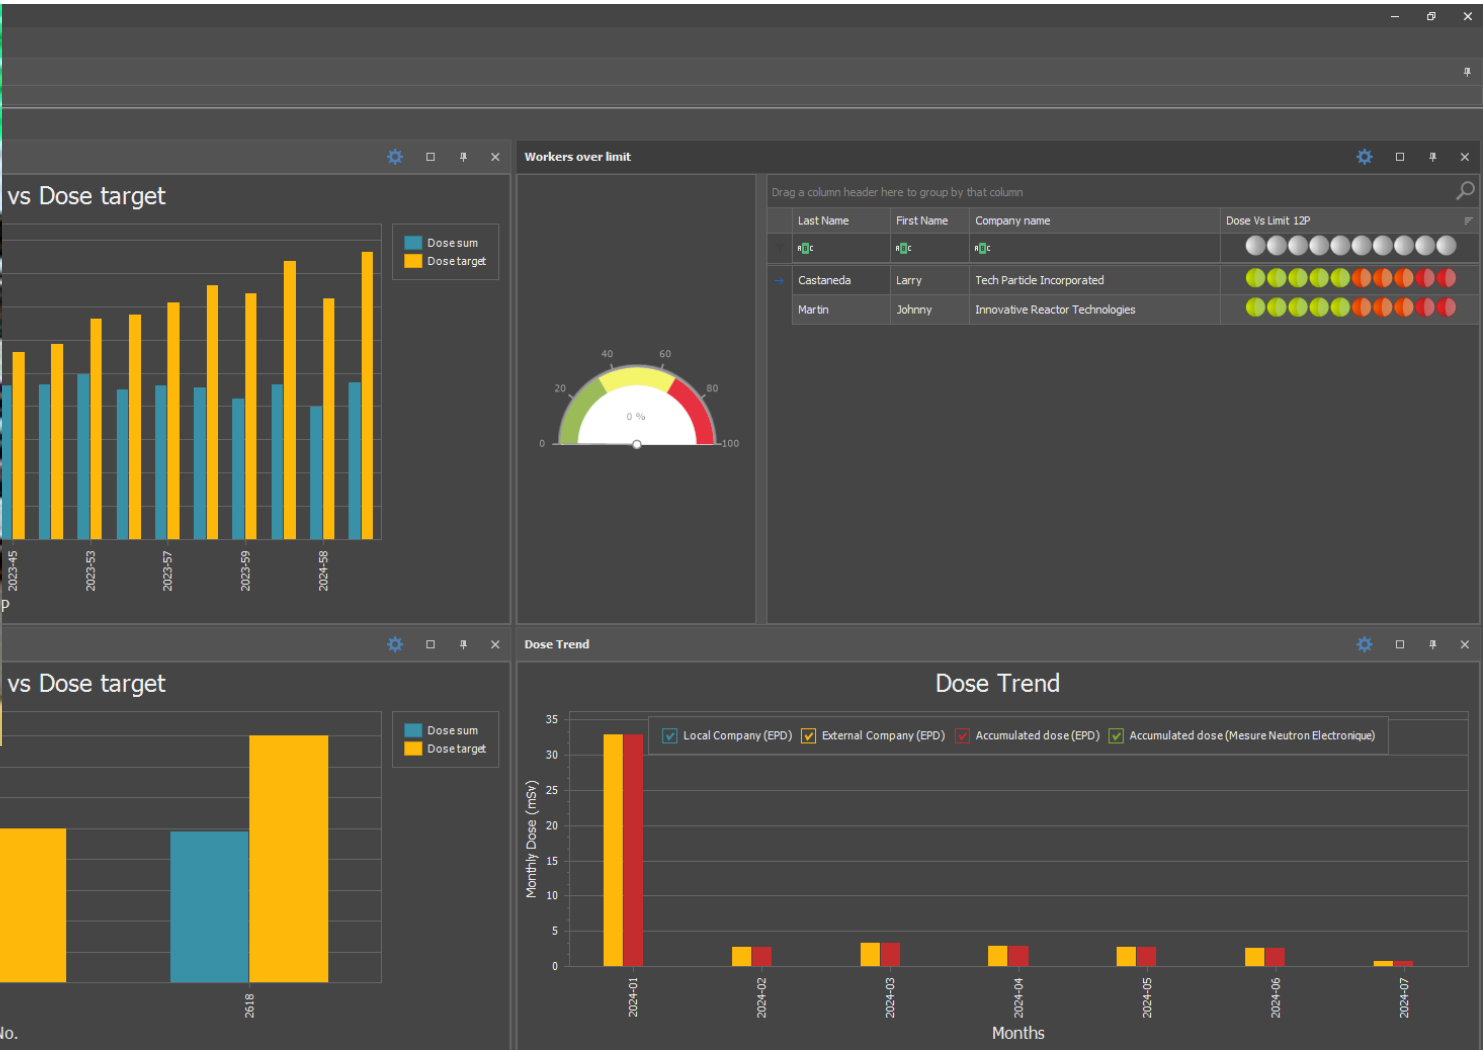 Workers over limit
vs Dose target
Dose sum
Dose target
2023-45
2023-53
2023-57
2023-59
2024-58
P
Drag a column header here to group by that column
Last Name First Name Company name Dose Vs Limit 12P
Castaneda Larry Tech Particle Incorporated
Martin Johnny Innovative Reactor Technologies
0
20
40
60
80
100
0 %
vs Dose target
Dose sum
Dose target
2618
No.
Dose Trend
Dose Trend
Local Company (EPD) External Company (EPD) Accumulated dose (EPD) Accumulated dose (Mesure Neutron Electronique)
Monthly Dose (mSv)
35
30
25
20
15
10
5
0
2024-01
2024-02
2024-03
2024-04
2024-05
2024-06
2024-07
Months